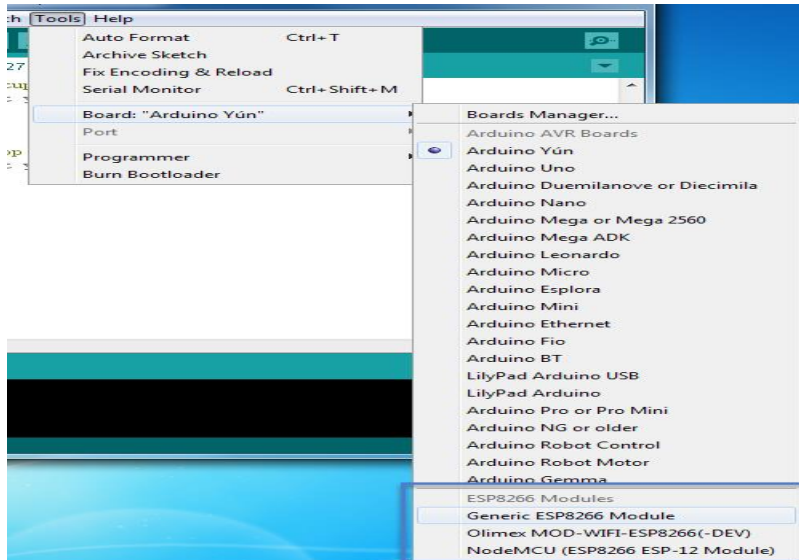 ch Tools Help
Auto Format Ctrl+T
Archive Sketch
Fix Encoding & Reload
Serial Monitor Ctrl+Shift+M
Board: "Arduino Yún"
Port
Programmer
Burn Bootloader
27
Boards Manager...
Arduino AVR Boards
Arduino Yún
Arduino Uno
Arduino Duemilanove or Diecimila
Arduino Nano
Arduino Mega or Mega 2560
Arduino Mega ADK
Arduino Leonardo
Arduino Micro
Arduino Esplora
Arduino Mini
Arduino Ethernet
Arduino Fio
Arduino BT
LilyPad Arduino USB
LilyPad Arduino
Arduino Pro or Pro Mini
Arduino NG or older
Arduino Robot Control
Arduino Robot Motor
Arduino Gemma
ESP8266 Modules
Generic ESP8266 Module
Olimex MOD-WIFI-ESP8266(-DEV)
NodeMCU (ESP8266 ESP-12 Module)